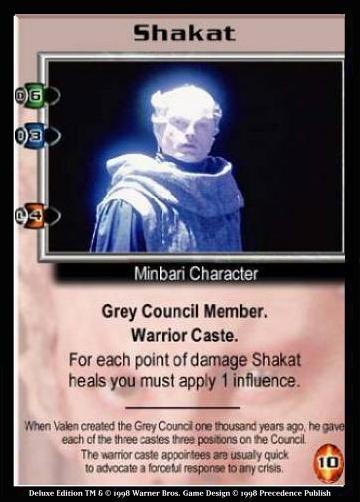 Shakat
D 6
D 3
L 4
Minbari Character
Grey Council Member.
Warrior Caste.
For each point of damage Shakat
heals you must apply 1 influence.
When Valen created the Grey Council one thousand years ago, he gave
each of the three castes three positions on the Council.
The warrior caste appointees are usually quick
to advocate a forceful response to any crisis.
10
Deluxe Edition TM & © 1998 Warner Bros. Game Design © 1998 Precedence Publish